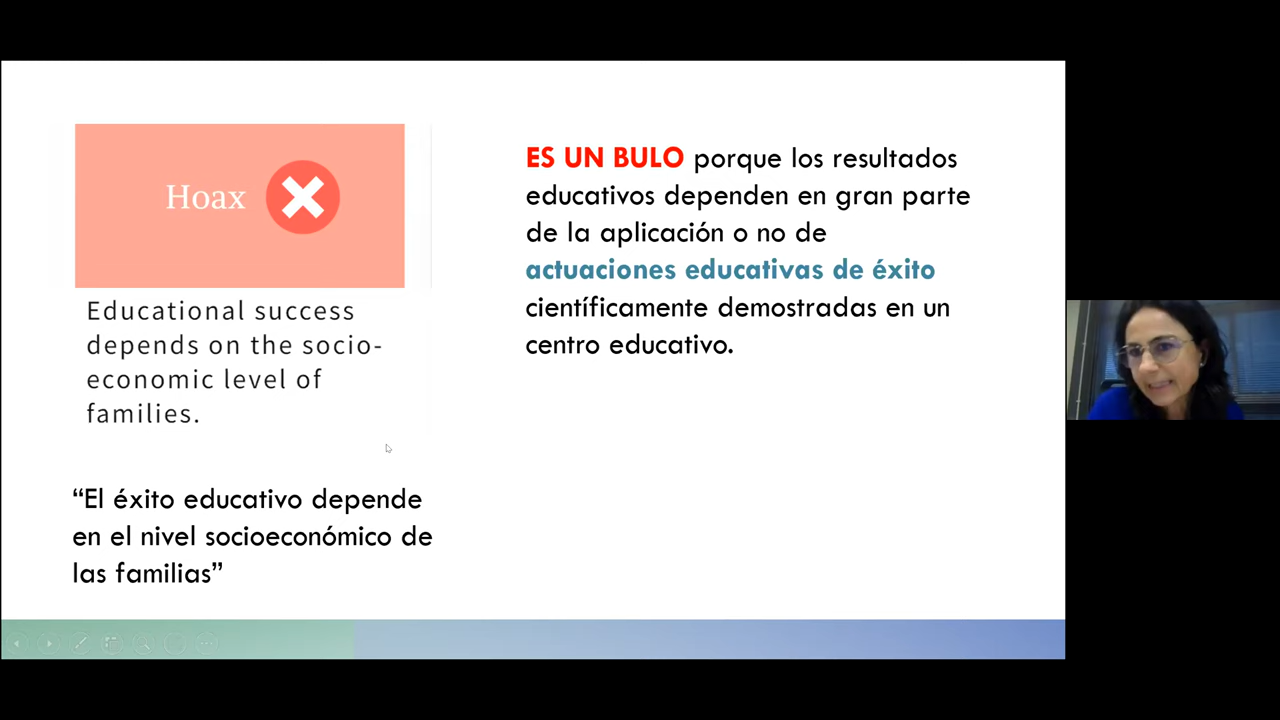 Hoax
Educational success
depends on the socio-
economic level of
families.
“El éxito educativo depende
en el nivel socioeconómico de
las familias”
ES UN BULO porque los resultados
educativos dependen en gran parte
de la aplicación o no de
actuaciones educativas de éxito
científicamente demostradas en un
centro educativo.